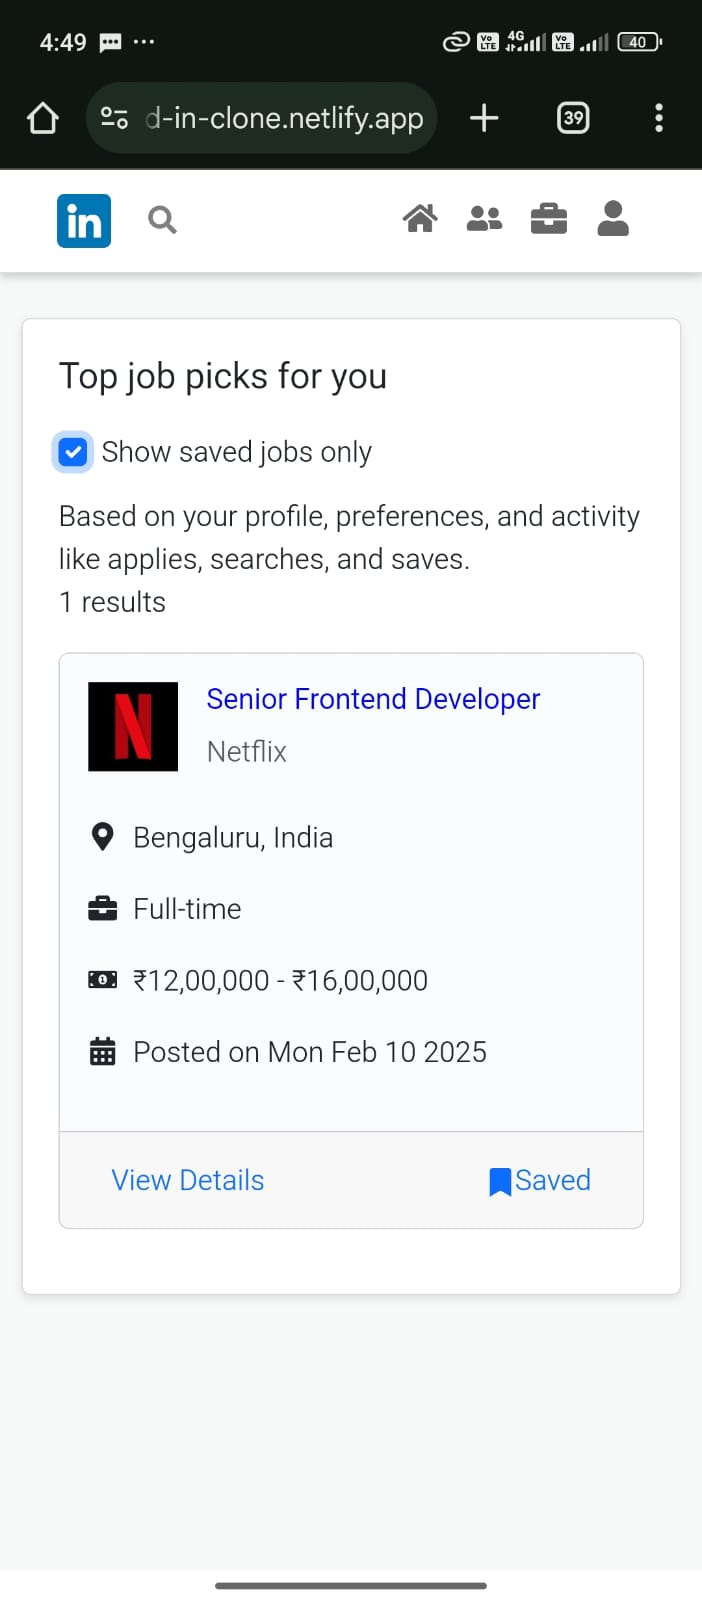 4:49
4G
40
d-in-clone.netlify.app
39
in
Top job picks for you
Show saved jobs only
Based on your profile, preferences, and activity
like applies, searches, and saves.
1 results
N
Senior Frontend Developer
Netflix
Bengaluru, India
Full-time
₹12,00,000 - ₹16,00,000
Posted on Mon Feb 10 2025
View Details
Saved